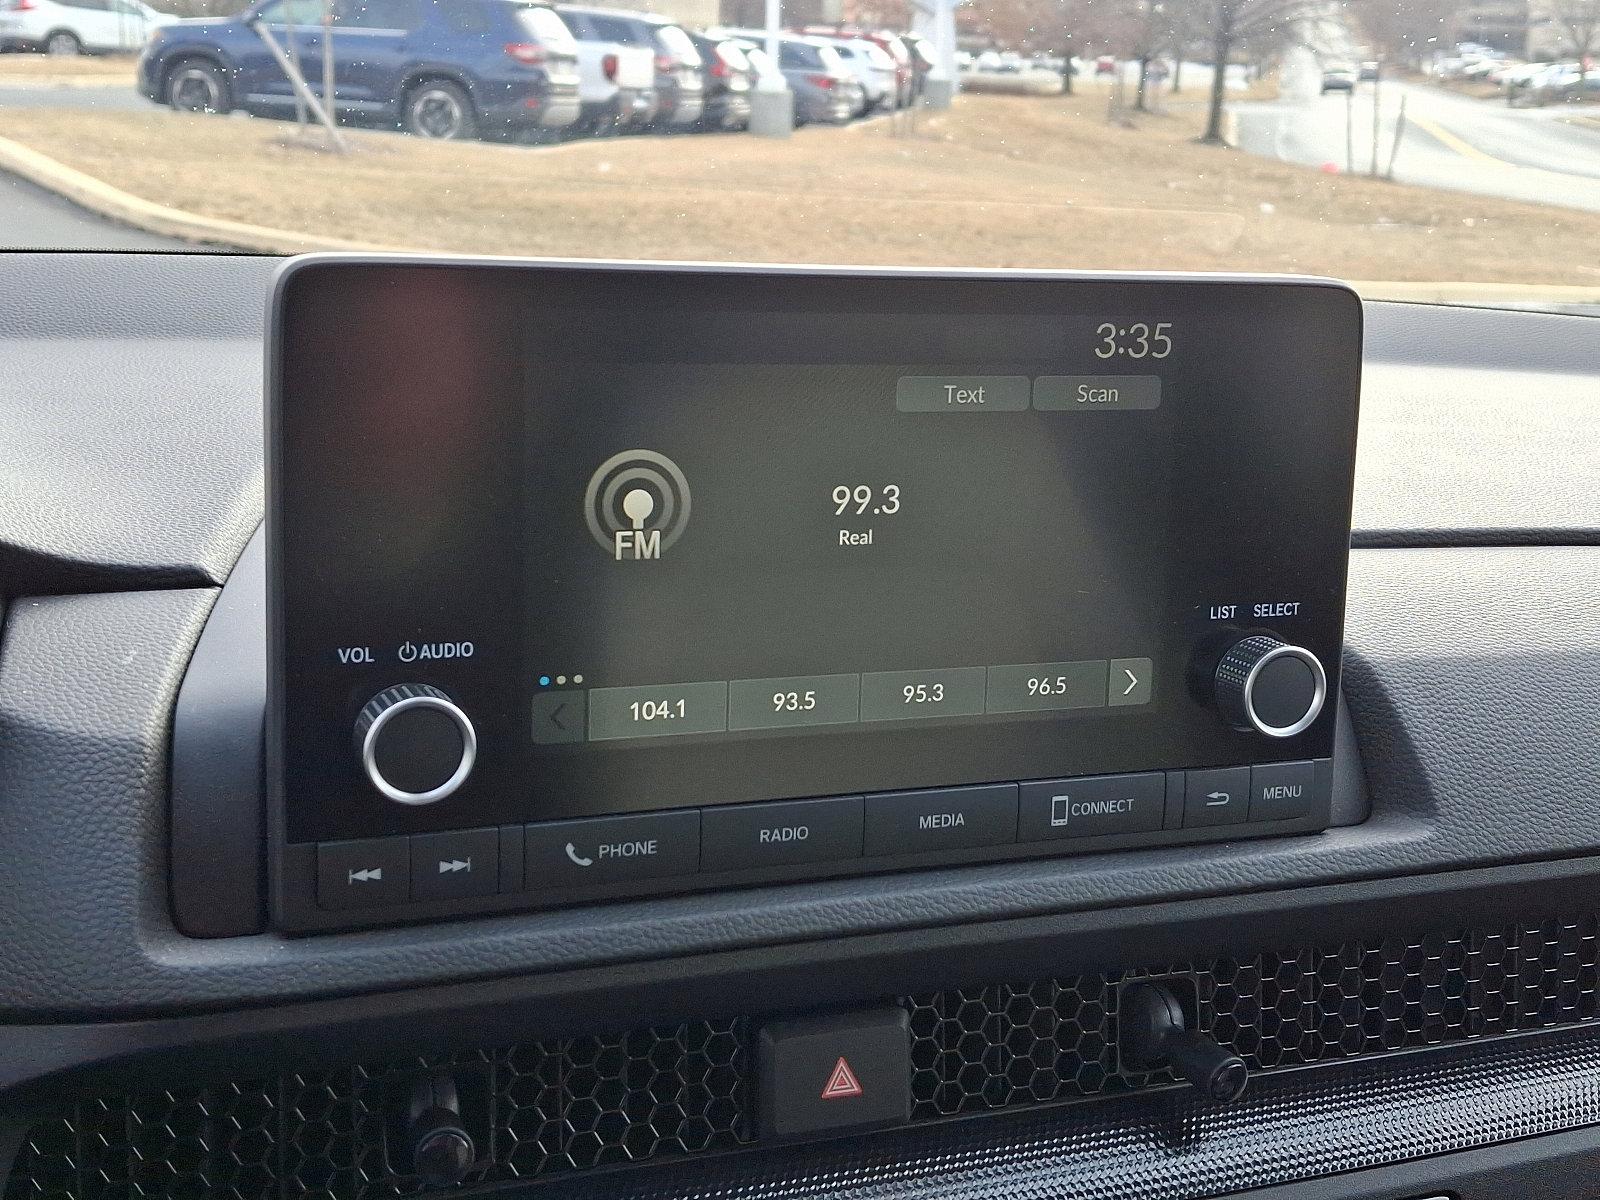 3:35
Text Scan
99.3
FM
Real
LIST SELECT
VOL AUDIO
104.1 93.5 95.3 96.5
PHONE RADIO MEDIA CONNECT MENU